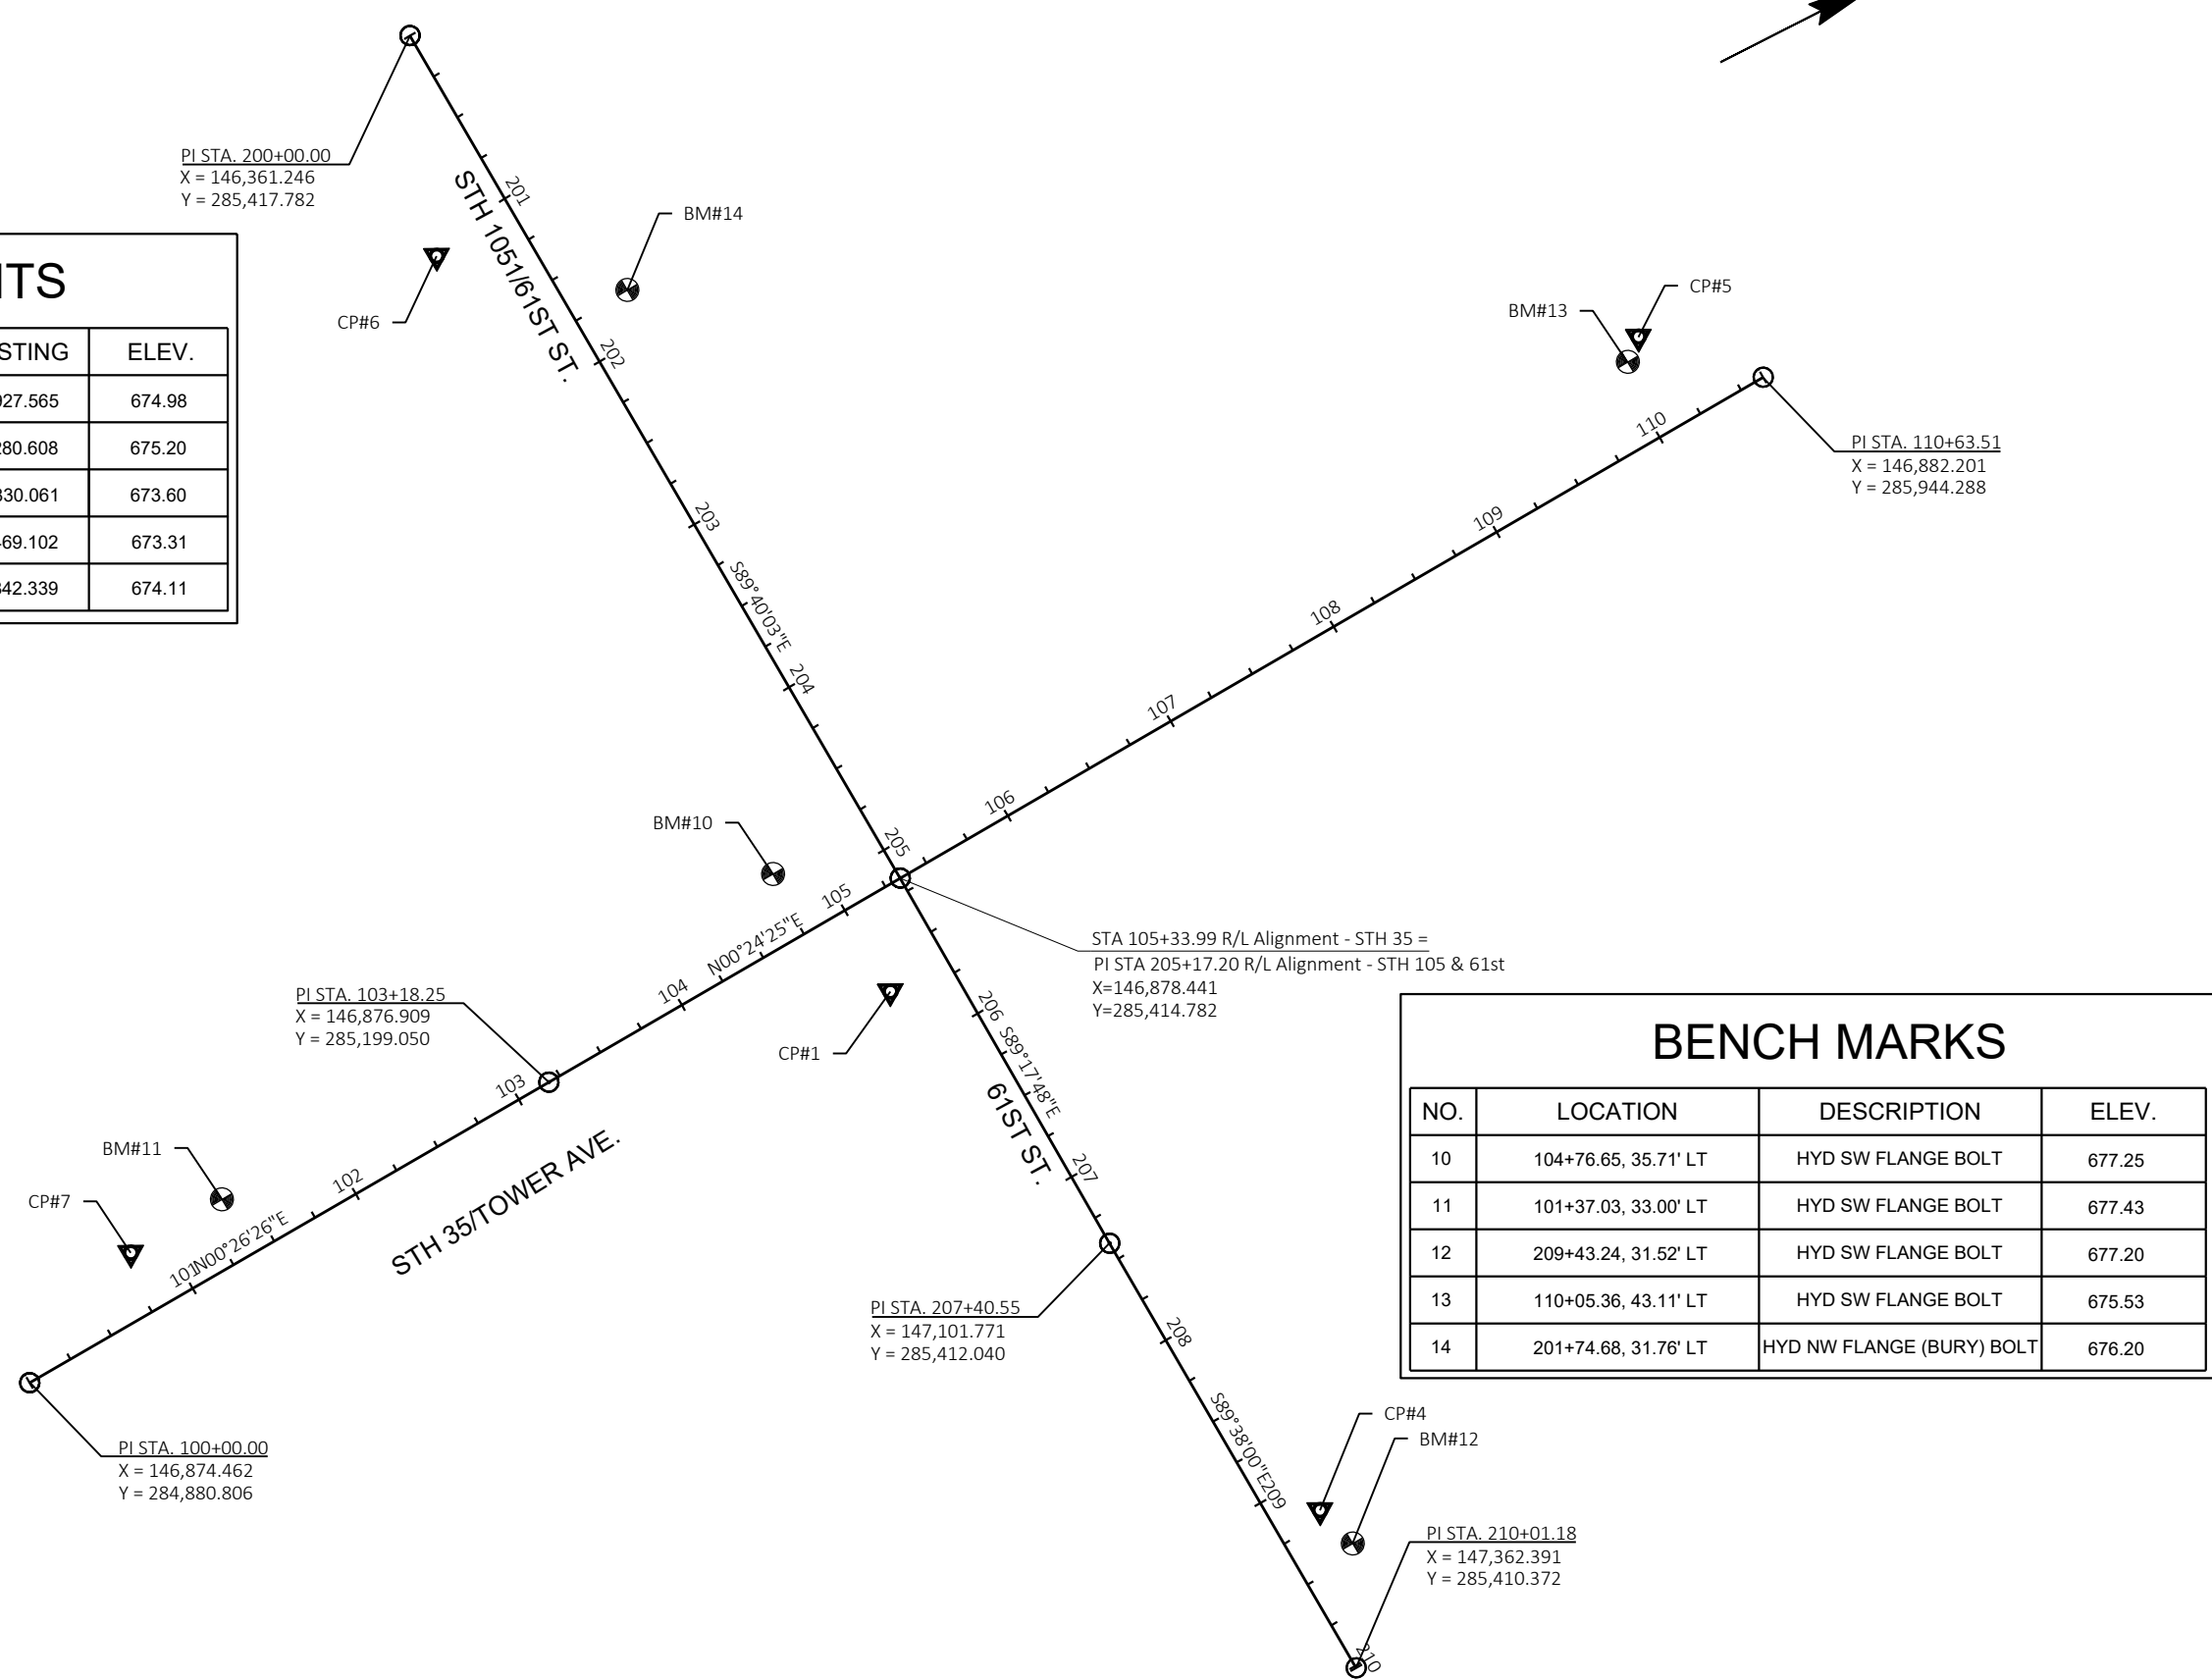 PI STA. 200+00.00
X = 146,361.246
Y = 285,417.782
201
STH 1051/61ST ST.
BM#14
CP#6
202
BM#13
CP#5
ELEV.
674.98
675.20
673.60
673.31
674.11
110
PI STA. 110+63.51
X = 146,882.201
Y = 285,944.288
203
109
S89°40'03"E
108
204
107
106
BM#10
205
105
N00°24'25"E
STA 105+33.99 R/L Alignment - STH 35 =
PI STA 205+17.20 R/L Alignment - STH 105 & 61st
X=146,878.441
Y=285,414.782
104
PI STA. 103+18.25
X = 146,876.909
Y = 285,199.050
206
CP#1
S89°17'48"E
103
61ST ST.
BM#11
STH 35/TOWER AVE.
102
207
CP#7
N00°26'26"E
101
PI STA. 207+40.55
X = 147,101.771
Y = 285,412.040
208
BENCH MARKS
NO. LOCATION DESCRIPTION ELEV.
10 104+76.65, 35.71' LT HYD SW FLANGE BOLT 677.25
11 101+37.03, 33.00' LT HYD SW FLANGE BOLT 677.43
12 209+43.24, 31.52' LT HYD SW FLANGE BOLT 677.20
13 110+05.36, 43.11' LT HYD SW FLANGE BOLT 675.53
14 201+74.68, 31.76' LT HYD NW FLANGE (BURY) BOLT 676.20
PI STA. 100+00.00
X = 146,874.462
Y = 284,880.806
S89°38'00"E
209
CP#4
BM#12
PI STA. 210+01.18
X = 147,362.391
Y = 285,410.372
210